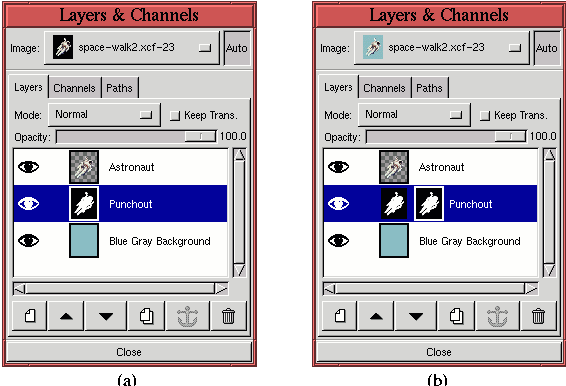 Layers & Channels
Image: space-walk2.xcf-23 Auto
Layers Channels Paths
Mode: Normal Keep Trans.
Opacity: 100.0
Astronaut
Punchout
Blue Gray Background
Close
(a)
Layers & Channels
Image: space-walk2.xcf-23 Auto
Layers Channels Paths
Mode: Normal Keep Trans.
Opacity: 100.0
Astronaut
Punchout
Blue Gray Background
Close
(b)